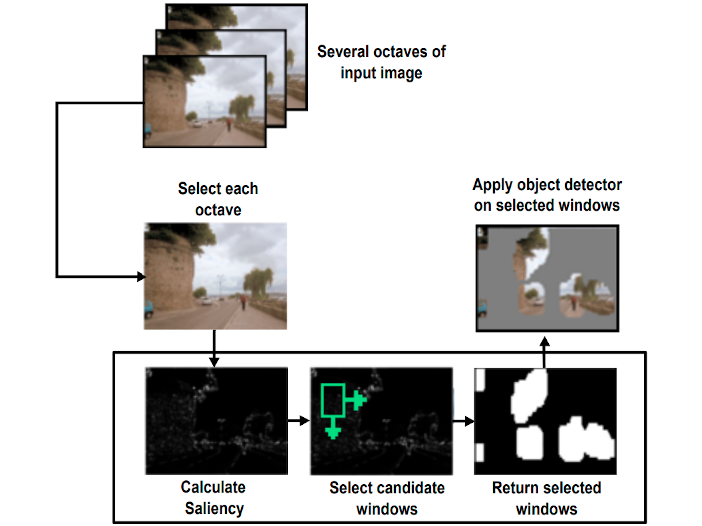 Several octaves of
input image
Select each
octave
Apply object detector
on selected windows
Calculate
Saliency
Select candidate
windows
Return selected
windows